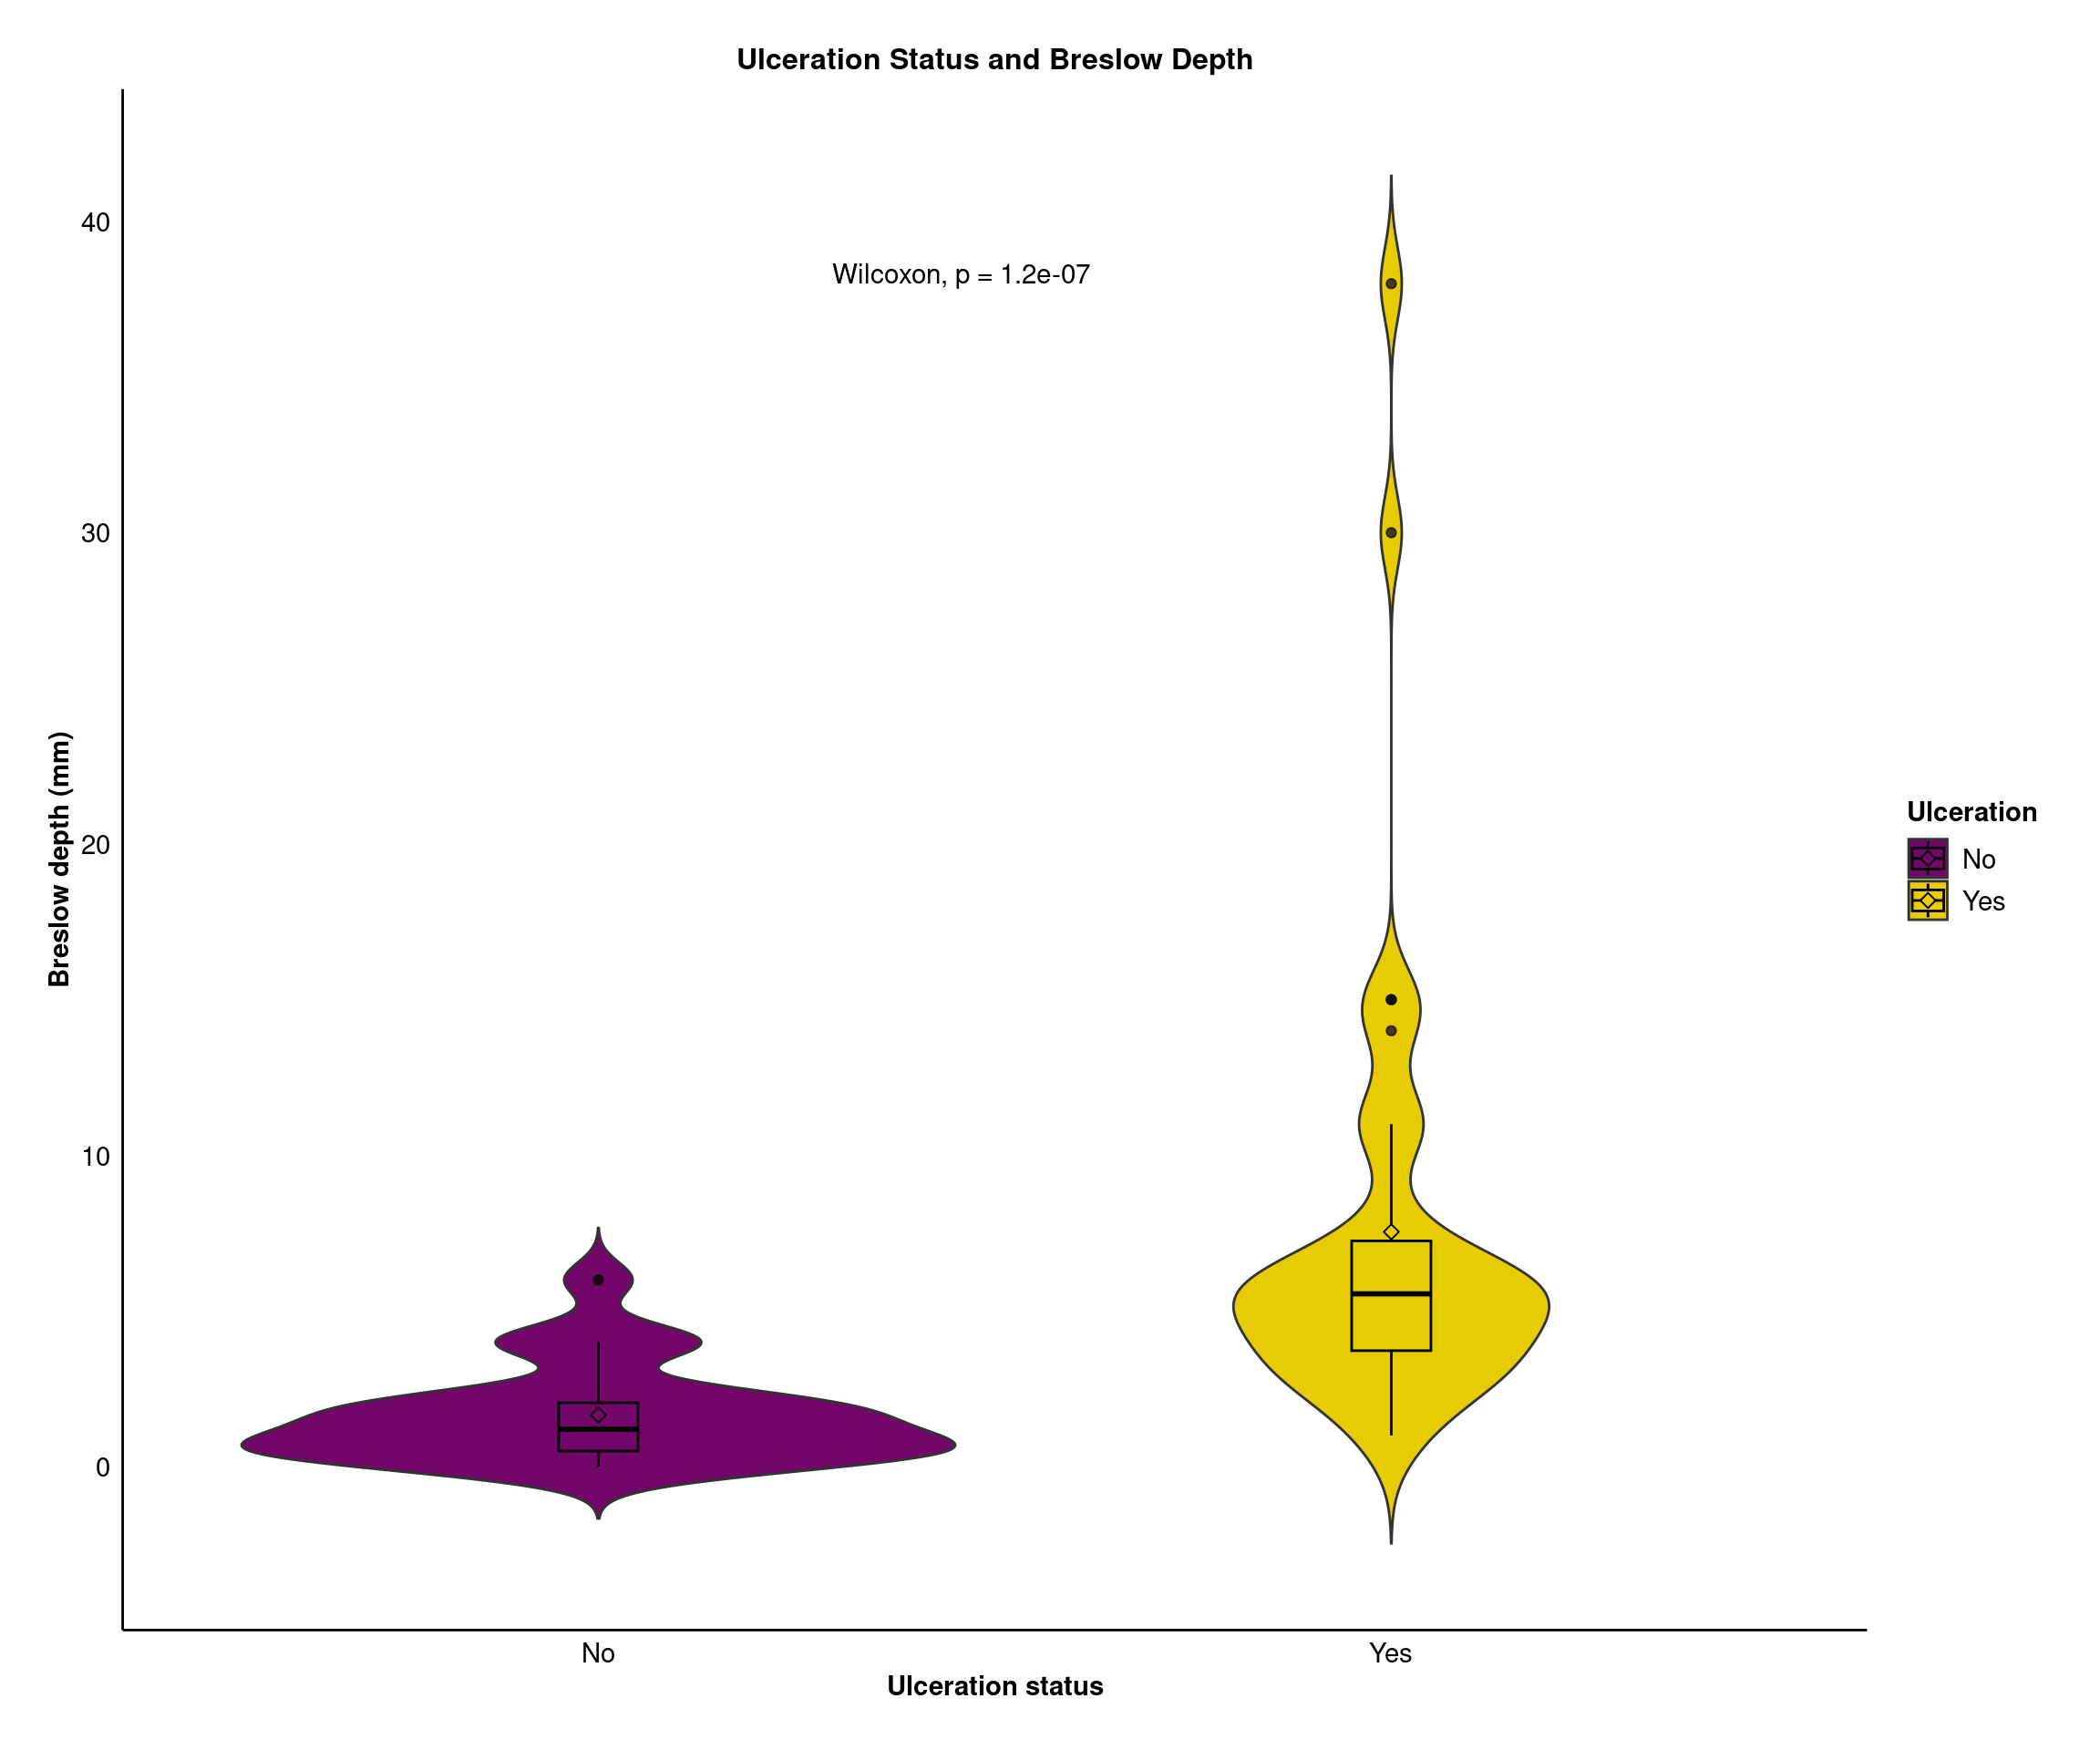 Ulceration Status and Breslow Depth
40
Wilcoxon, p = 1.2e-07
30
20
10
0
Breslow depth (mm)
No
Yes
Ulceration status
Ulceration
No
Yes